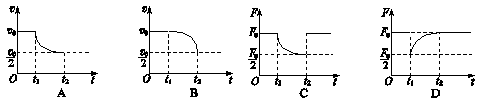 v v F F
v₀ v₀ F₀ F₀
v₀/2 v₀/2 F₀/2 F₀/2
O t₁ t₂ t O t₁ t₂ t O t₁ t₂ t O t₁ t₂ t
A B C D